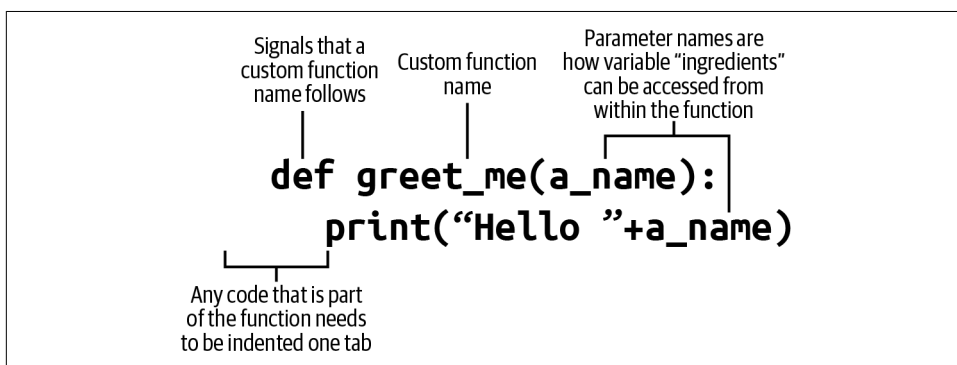 Signals that a
custom function
name follows
Custom function
name
Parameter names are
how variable “ingredients”
can be accessed from
within the function
def greet_me(a_name):
print(“Hello ”+a_name)
Any code that is part
of the function needs
to be indented one tab